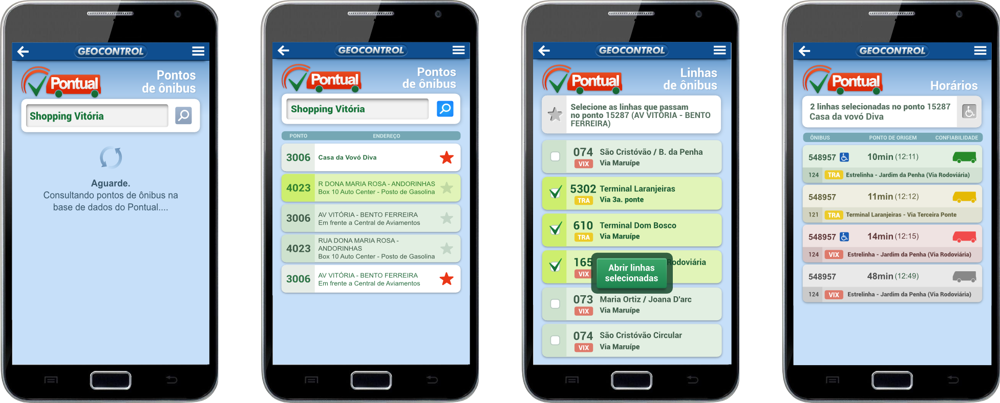 GEOCONTROL
Pontual
Pontos
de ônibus
Shopping Vitória
Aguarde.
Consultando pontos de ônibus na
base de dados do Pontual....
GEOCONTROL
Pontual
Pontos
de ônibus
Shopping Vitória
PONTO ENDEREÇO
3006 Casa da Vovó Diva
4023 R DONA MARIA ROSA - ANDORINHAS
Box 10 Auto Center - Posto de Gasolina
3006 AV VITÓRIA - BENTO FERREIRA
Em frente a Central de Aviamentos
4023 RUA DONA MARIA ROSA -
ANDORINHAS
Box 10 Auto Center - Posto de Gasolina
3006 AV VITÓRIA - BENTO FERREIRA
Em frente a Central de Aviamentos
GEOCONTROL
Pontual
Linhas
de ônibus
Selecione as linhas que passam
no ponto 15287 (AV VITÓRIA - BENTO
FERREIRA)
074 São Cristóvão / B. da Penha
VIX Via Maruípe
5302 Terminal Laranjeiras
TRA Via 3a. ponte
610 Terminal Dom Bosco
TRA Via Maruípe
165 Rodoviária
VIX
Abrir linhas
selecionadas
073 Maria Ortiz / Joana D'arc
VIX Via Maruípe
074 São Cristóvão Circular
VIX Via Maruípe
GEOCONTROL
Pontual
Horários
2 linhas selecionadas no ponto 15287
Casa da vovó Diva
ÔNIBUS PONTO DE ORIGEM CONFIABILIDADE
548957 10min (12:11)
124 TRA Estrelinha - Jardim da Penha (Via Rodoviária)
548957 11min (12:12)
121 TRA Terminal Laranjeiras - Via Terceira Ponte
548957 14min (12:15)
124 VIX Estrelinha - Jardim da Penha (Via Rodoviária)
548957 48min (12:49)
124 VIX Estrelinha - Jardim da Penha (Via Rodoviária)